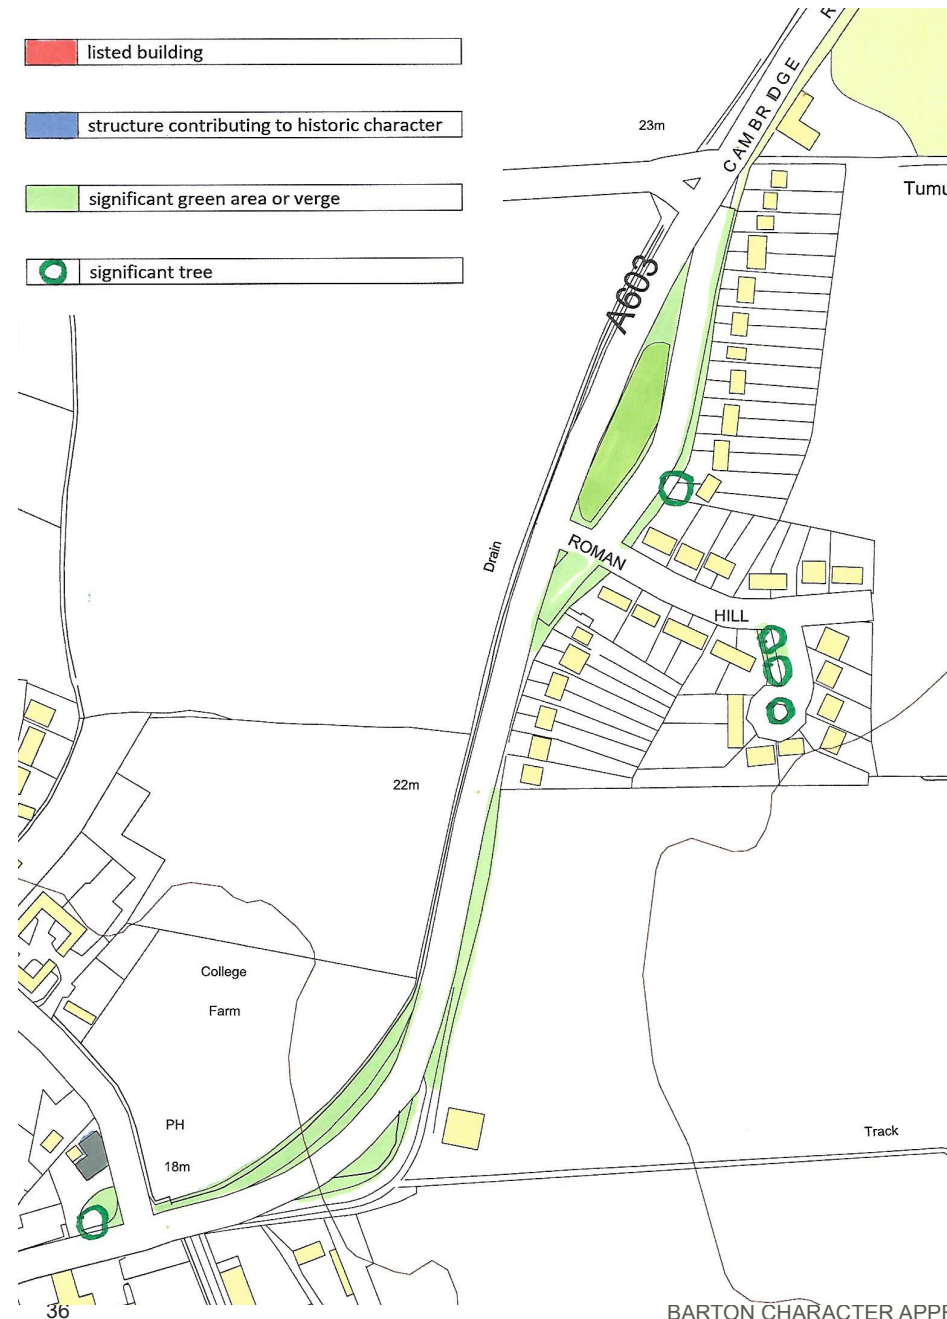 listed building
structure contributing to historic character
significant green area or verge
significant tree
CAMBRIDGE
R
23m
Tumu
A603
Drain
ROMAN
HILL
22m
College
Farm
PH
18m
Track
36
BARTON CHARACTER APPR